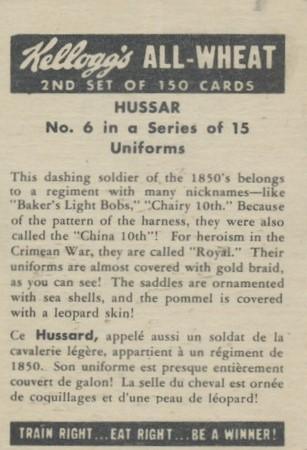 Kellogg's ALL-WHEAT
2ND SET OF 150 CARDS
HUSSAR
No. 6 in a Series of 15
Uniforms
This dashing soldier of the 1850's belongs
to a regiment with many nicknames—like
"Baker's Light Bobs," "Chairy 10th." Because
of the pattern of the harness, they were also
called the "China 10th"! For heroism in the
Crimean War, they are called "Royal." Their
uniforms are almost covered with gold braid,
as you can see! The saddles are ornamented
with sea shells, and the pommel is covered
with a leopard skin!
Ce Hussard, appelé aussi un soldat de la
cavalerie légère, appartient à un régiment de
1850. Son uniforme est presque entièrement
couvert de galon! La selle du cheval est ornée
de coquillages et d'une peau de léopard!
TRAIN RIGHT...EAT RIGHT...BE A WINNER!